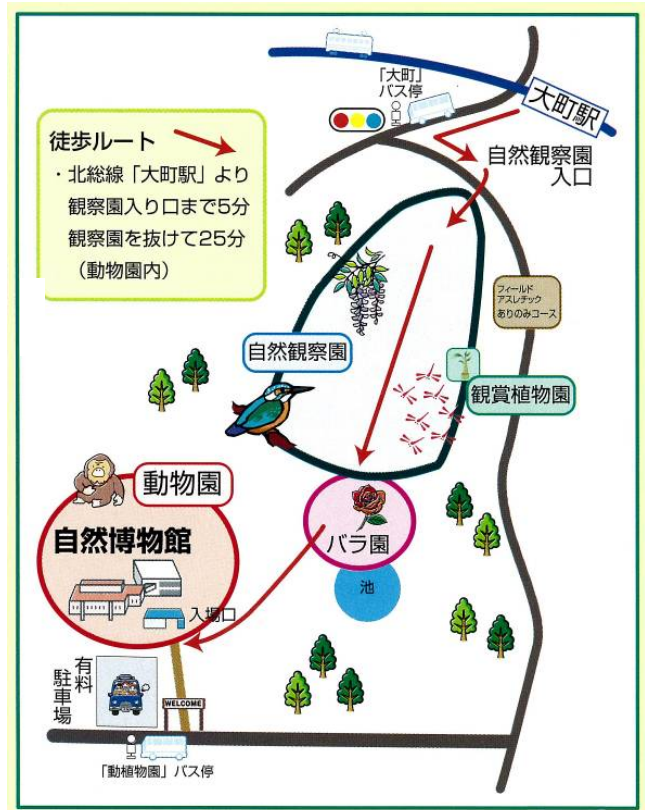 「大町」
バス停
大町駅
徒歩ルート
・北総線「大町駅」より
観察園入り口まで5分
観察園を抜けて25分
（動物園内）
自然観察園
入口
フィールド
アスレチック
ありのみコース
自然観察園
観賞植物園
動物園
自然博物館
入場口
バラ園
池
有料
駐車場
WELCOME
「動植物園」バス停